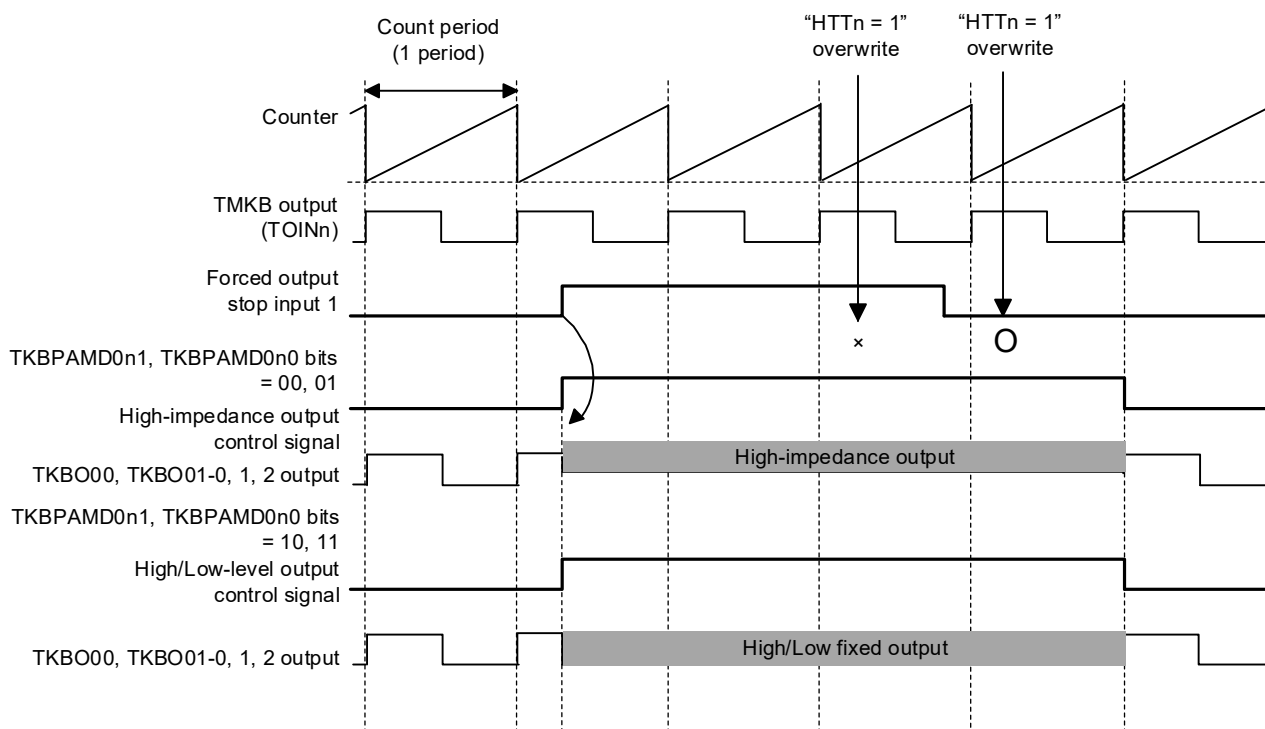 Count period
(1 period)
“HTTn = 1”
overwrite
“HTTn = 1”
overwrite
Counter
TMKB output
(TOINn)
Forced output
stop input 1
×
O
TKBPAMD0n1, TKBPAMD0n0 bits
= 00, 01
High-impedance output
control signal
TKBO00, TKBO01-0, 1, 2 output
High-impedance output
TKBPAMD0n1, TKBPAMD0n0 bits
= 10, 11
High/Low-level output
control signal
TKBO00, TKBO01-0, 1, 2 output
High/Low fixed output